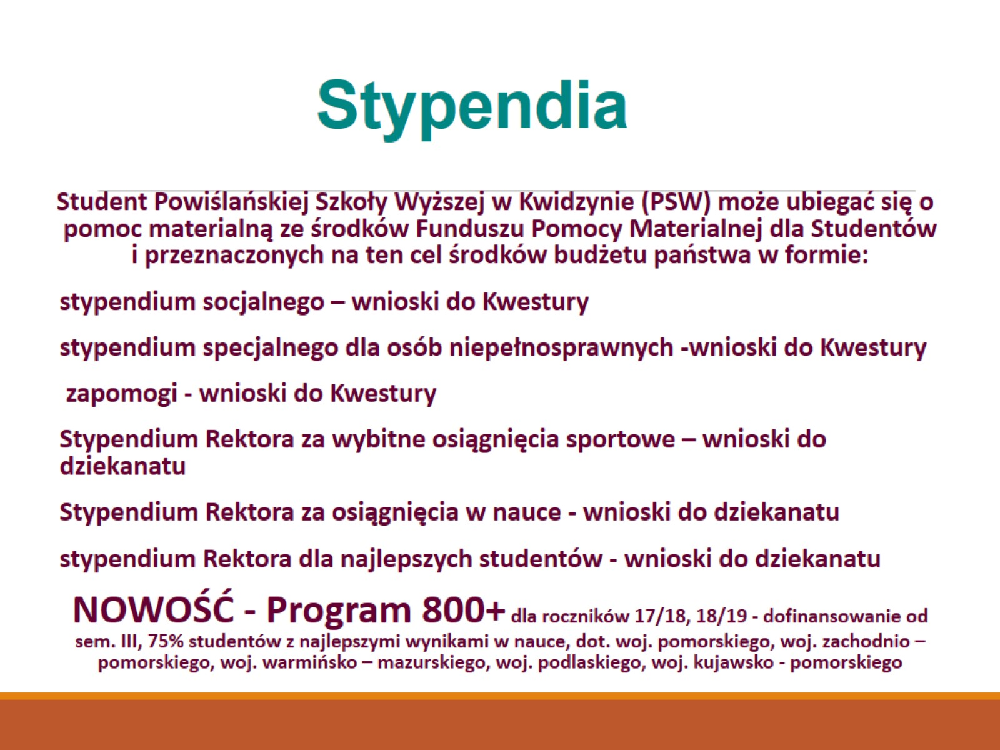 Stypendia
Student Powiślańskiej Szkoły Wyższej w Kwidzynie (PSW) może ubiegać się o
pomoc materialną ze środków Funduszu Pomocy Materialnej dla Studentów
i przeznaczonych na ten cel środków budżetu państwa w formie:
stypendium socjalnego – wnioski do Kwestury
stypendium specjalnego dla osób niepełnosprawnych -wnioski do Kwestury
zapomogi - wnioski do Kwestury
Stypendium Rektora za wybitne osiągnięcia sportowe – wnioski do
dziekanatu
Stypendium Rektora za osiągnięcia w nauce - wnioski do dziekanatu
stypendium Rektora dla najlepszych studentów - wnioski do dziekanatu
NOWOŚĆ - Program 800+ dla roczników 17/18, 18/19 - dofinansowanie od
sem. III, 75% studentów z najlepszymi wynikami w nauce, dot. woj. pomorskiego, woj. zachodnio –
pomorskiego, woj. warmińsko – mazurskiego, woj. podlaskiego, woj. kujawsko - pomorskiego